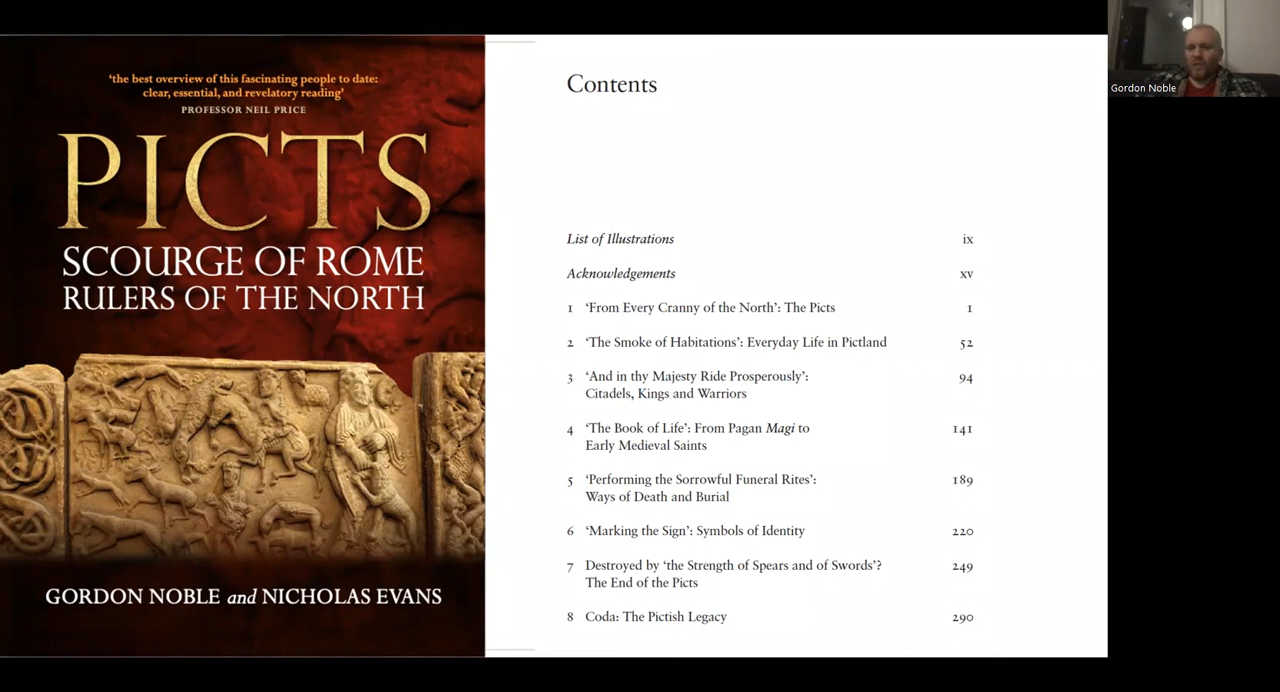 ‘the best overview of this fascinating people to date:
clear, essential, and revelatory reading’
PROFESSOR NEIL PRICE
PICTS
SCOURGE OF ROME
RULERS OF THE NORTH
GORDON NOBLE and NICHOLAS EVANS
Contents
List of Illustrations ix
Acknowledgements xv
1 ‘From Every Cranny of the North’: The Picts 1
2 ‘The Smoke of Habitations’: Everyday Life in Pictland 52
3 ‘And in thy Majesty Ride Prosperously’:
Citadels, Kings and Warriors 94
4 ‘The Book of Life’: From Pagan Magi to 141
Early Medieval Saints
5 ‘Performing the Sorrowful Funeral Rites’: 189
Ways of Death and Burial
6 ‘Marking the Sign’: Symbols of Identity 220
7 Destroyed by ‘the Strength of Spears and of Swords’? 249
The End of the Picts
8 Coda: The Pictish Legacy 290
Gordon Noble